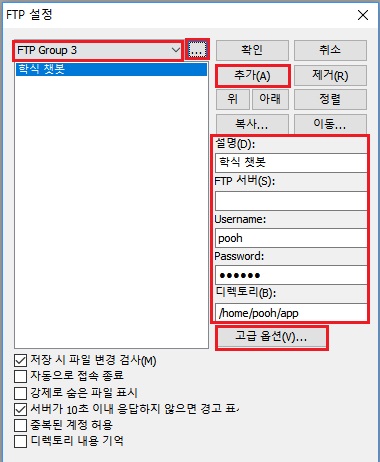 FTP 설정
FTP Group 3
...
확인
취소
학식 챗봇
추가(A)
제거(R)
위
아래
정렬
복사...
이동...
설명(D):
학식 챗봇
FTP 서버(S):
Username:
pooh
Password:
●●●●●●
디렉토리(B):
/home/pooh/app
고급 옵션(V)...
저장 시 파일 변경 검사(M)
자동으로 접속 종료
강제로 숨은 파일 표시
서버가 10초 이내 응답하지 않으면 경고 표
중복된 계정 허용
디렉토리 내용 기억